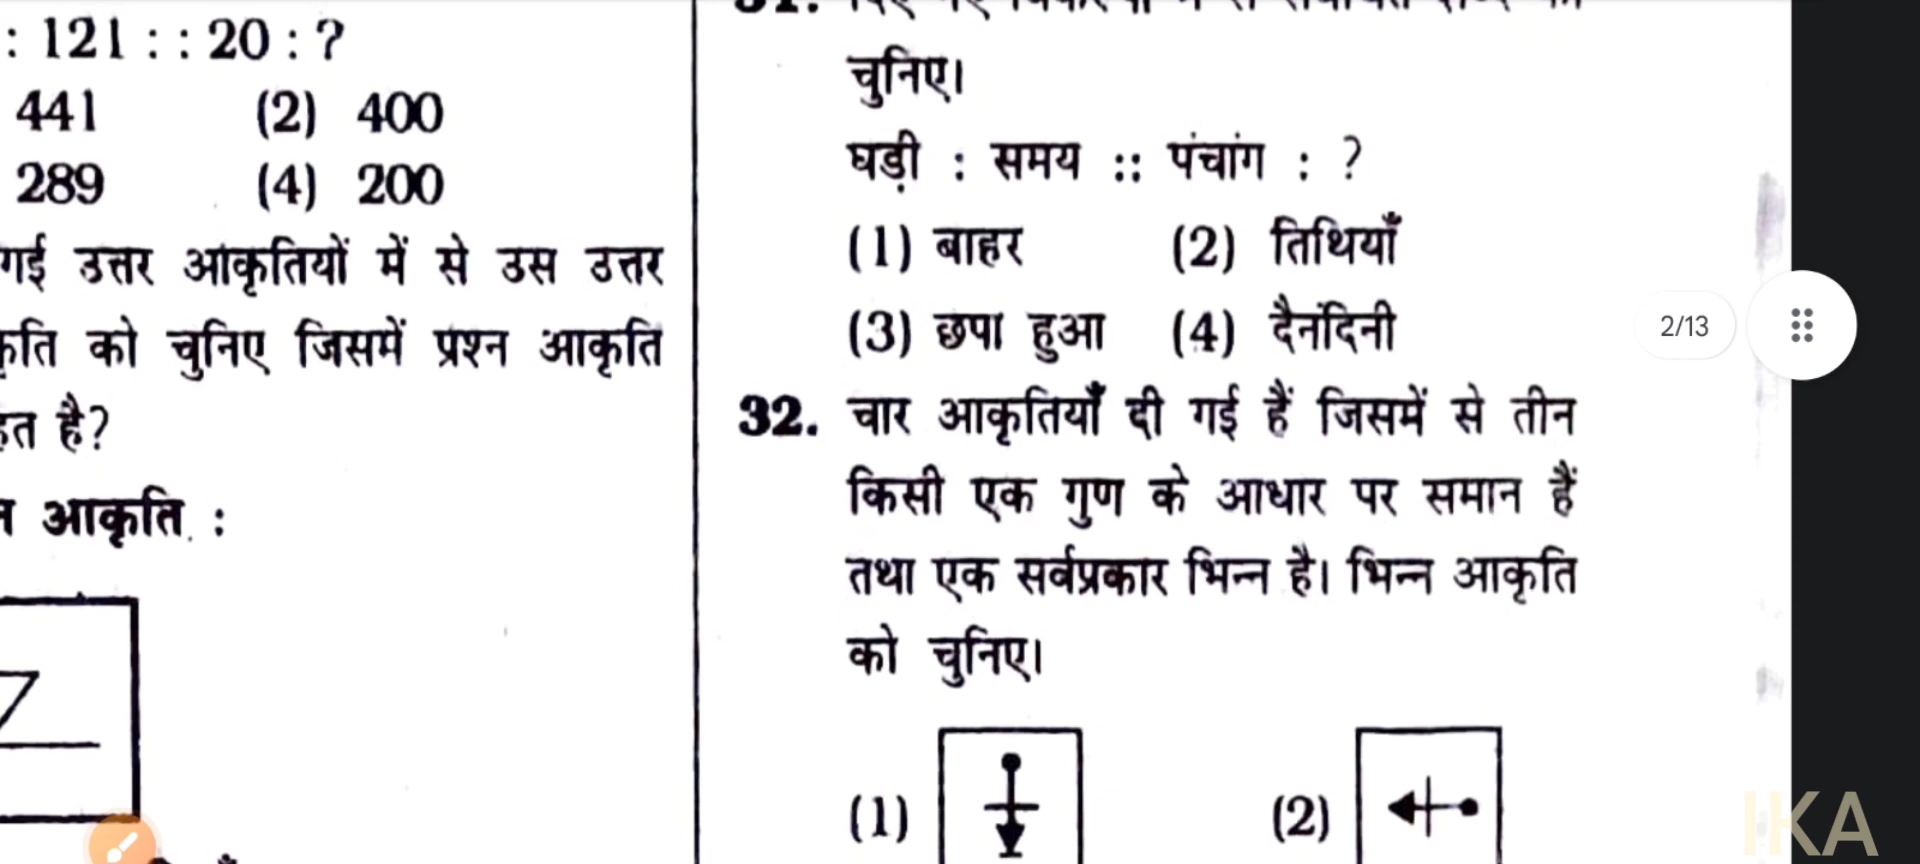 : 121 : : 20 : ?
441 (2) 400
289 (4) 200
गई उत्तर आकृतियों में से उस उत्तर
को चुनिए जिसमें प्रश्न आकृति
है?
आकृति :
31.
चुनिए।
घड़ी : समय :: पंचांग : ?
(1) बाहर (2) तिथियाँ
(3) छपा हुआ (4) दैनंदिनी
32. चार आकृतियाँ दी गई हैं जिसमें से तीन
किसी एक गुण के आधार पर समान हैं
तथा एक सर्वप्रकार भिन्न है। भिन्न आकृति
को चुनिए।
(1) (2)
2/13
IKA